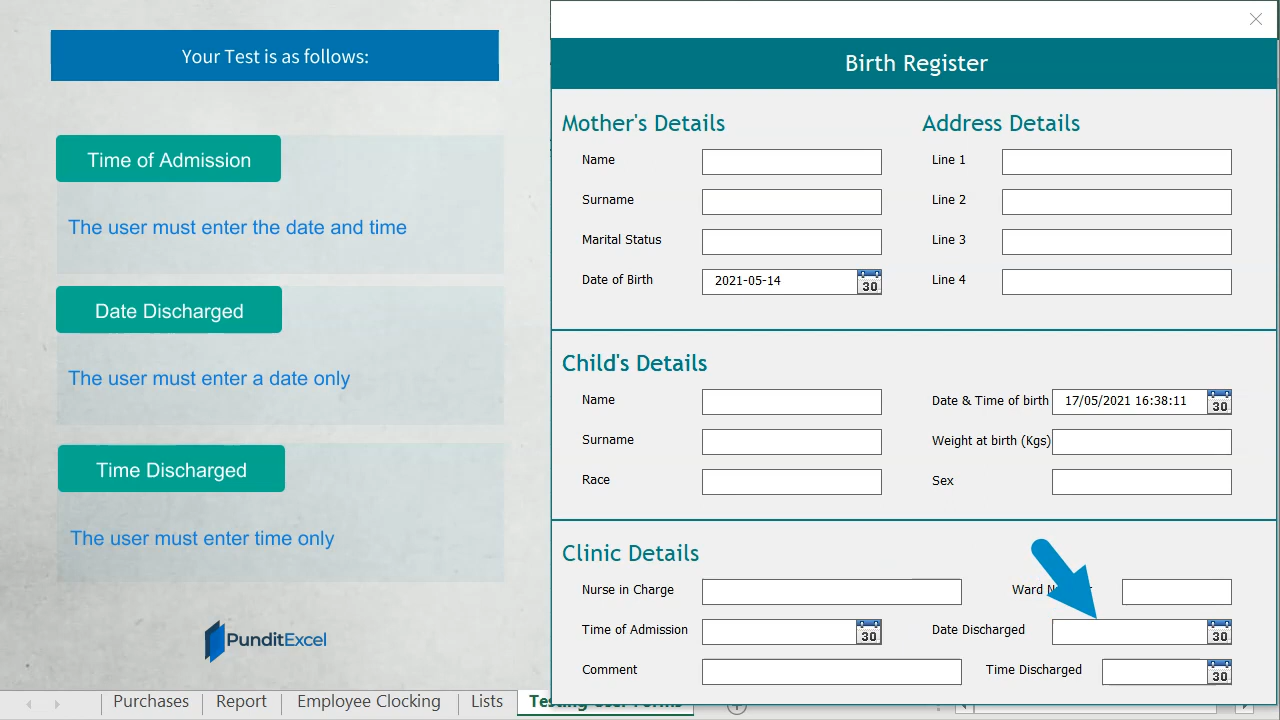 Your Test is as follows:
Time of Admission
The user must enter the date and time
Date Discharged
The user must enter a date only
Time Discharged
The user must enter time only
PunditExcel
Birth Register
Mother's Details
Name
Surname
Marital Status
Date of Birth 2021-05-14 30
Address Details
Line 1
Line 2
Line 3
Line 4
Child's Details
Name
Surname
Race
Date & Time of birth 17/05/2021 16:38:11 30
Weight at birth (Kgs)
Sex
Clinic Details
Nurse in Charge
Ward
Time of Admission 30
Date Discharged 30
Comment
Time Discharged 30
Purchases Report Employee Clocking Lists Testing User Forms